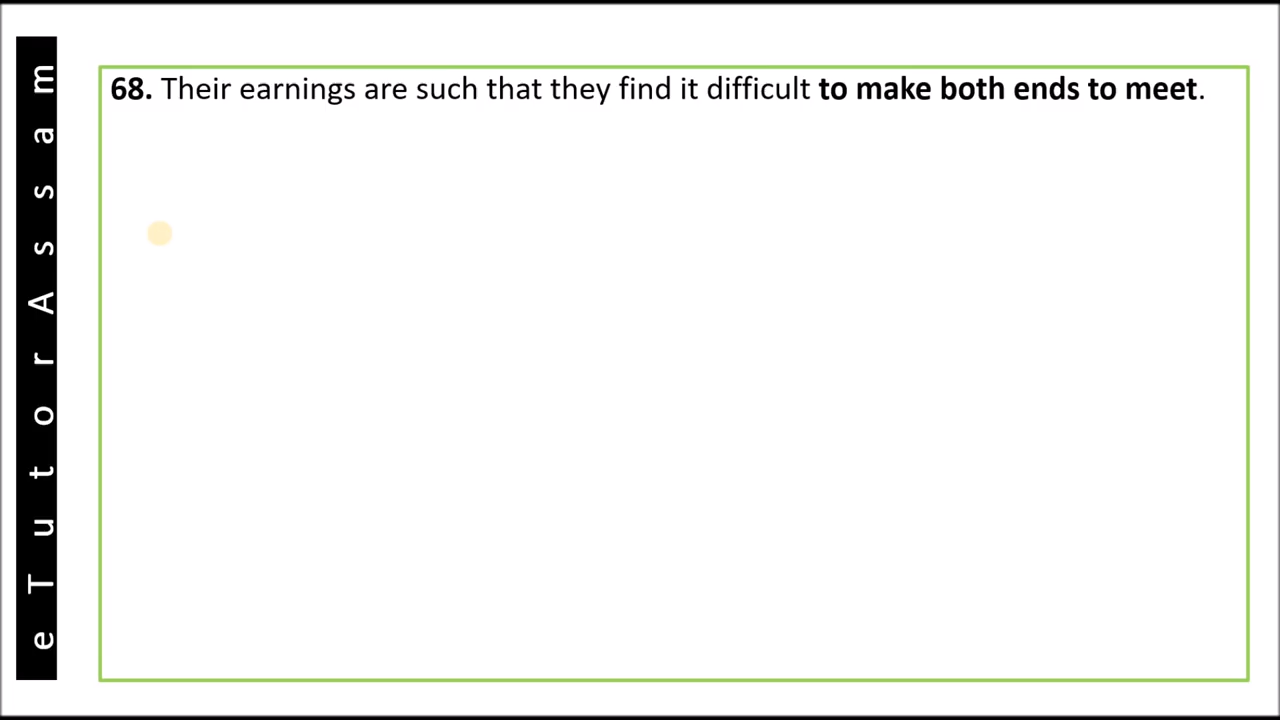 68. Their earnings are such that they find it difficult to make both ends to meet.
eTutorAssam